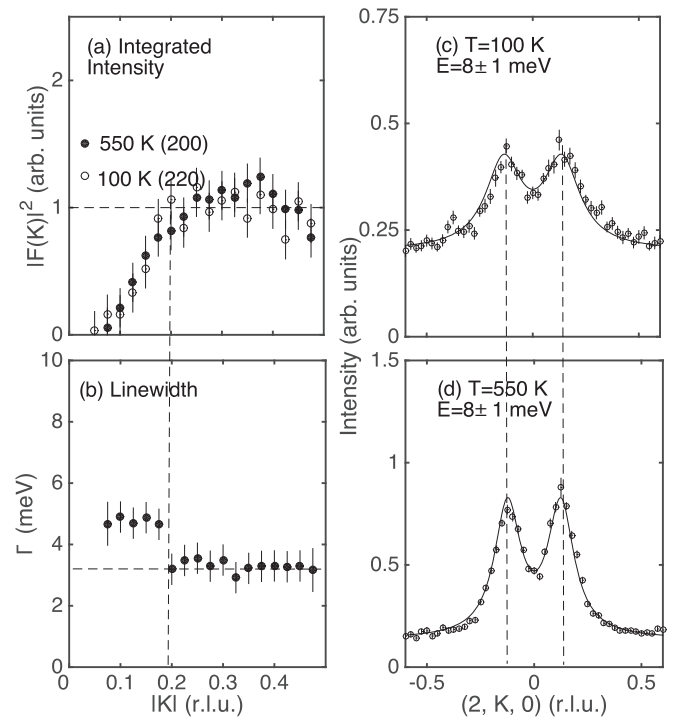 (a) Integrated
Intensity
550 K (200)
100 K (220)
|F(K)|² (arb. units)
2
1
0
(b) Linewidth
Γ (meV)
10
8
6
4
2
0
0 0.1 0.2 0.3 0.4
|K| (r.l.u.)
(c) T=100 K
E=8± 1 meV
0.75
0.5
0.25
0
Intensity (arb. units)
(d) T=550 K
E=8± 1 meV
1.5
1
0.5
0
-0.5 0 0.5
(2, K, 0) (r.l.u.)